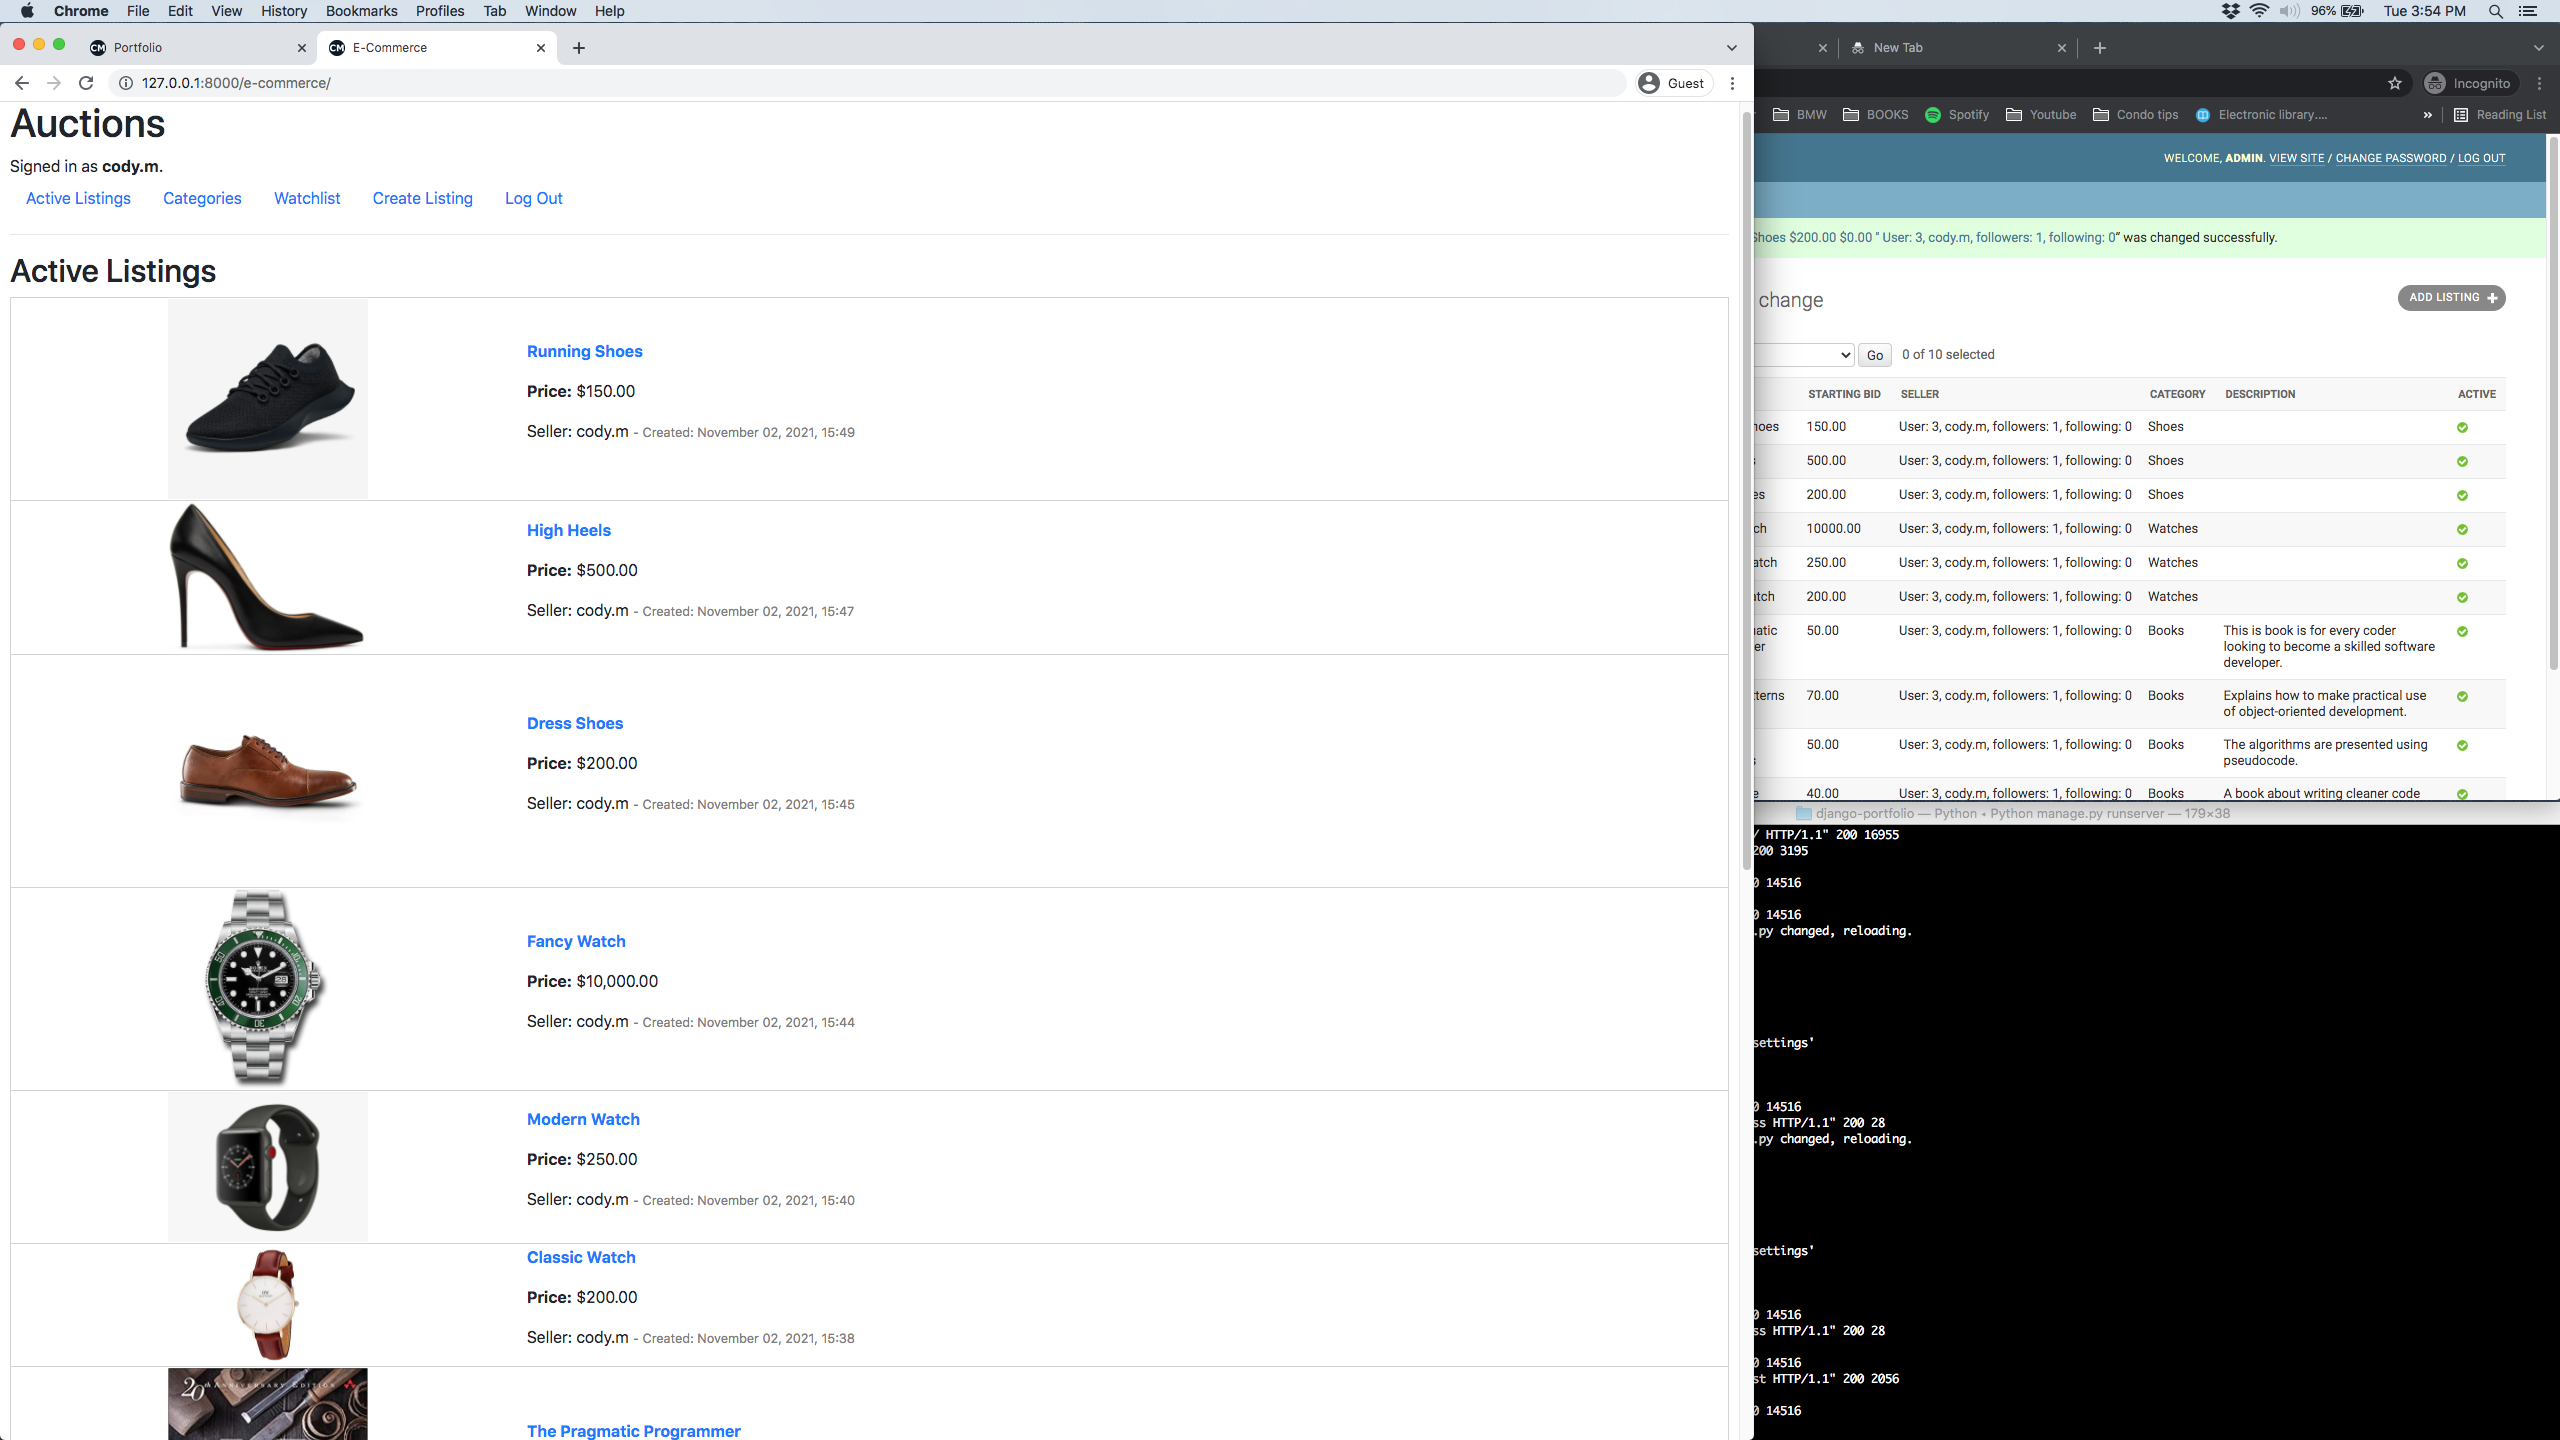 Chrome File Edit View History Bookmarks Profiles Tab Window Help
96% Tue 3:54 PM
CM Portfolio
CM E-Commerce
127.0.0.1:8000/e-commerce/
Guest
Auctions
Signed in as cody.m.
Active Listings Categories Watchlist Create Listing Log Out
Active Listings
Running Shoes
Price: $150.00
Seller: cody.m - Created: November 02, 2021, 15:49
High Heels
Price: $500.00
Seller: cody.m - Created: November 02, 2021, 15:47
Dress Shoes
Price: $200.00
Seller: cody.m - Created: November 02, 2021, 15:45
Fancy Watch
Price: $10,000.00
Seller: cody.m - Created: November 02, 2021, 15:44
Modern Watch
Price: $250.00
Seller: cody.m - Created: November 02, 2021, 15:40
Classic Watch
Price: $200.00
Seller: cody.m - Created: November 02, 2021, 15:38
20th ANNIVERSARY EDITION
The Pragmatic Programmer
New Tab
Incognito
BMW BOOKS Spotify Youtube Condo tips Electronic library.... » Reading List
WELCOME, ADMIN. VIEW SITE / CHANGE PASSWORD / LOG OUT
Shoes $200.00 $0.00 " User: 3, cody.m, followers: 1, following: 0” was changed successfully.
change
ADD LISTING +
Go 0 of 10 selected
STARTING BID SELLER CATEGORY DESCRIPTION ACTIVE
hoes 150.00 User: 3, cody.m, followers: 1, following: 0 Shoes
s 500.00 User: 3, cody.m, followers: 1, following: 0 Shoes
es 200.00 User: 3, cody.m, followers: 1, following: 0 Shoes
ch 10000.00 User: 3, cody.m, followers: 1, following: 0 Watches
atch 250.00 User: 3, cody.m, followers: 1, following: 0 Watches
atch 200.00 User: 3, cody.m, followers: 1, following: 0 Watches
natic 50.00 User: 3, cody.m, followers: 1, following: 0 Books This is book is for every coder
er looking to become a skilled software
developer.
tterns 70.00 User: 3, cody.m, followers: 1, following: 0 Books Explains how to make practical use
of object-oriented development.
50.00 User: 3, cody.m, followers: 1, following: 0 Books The algorithms are presented using
s pseudocode.
e 40.00 User: 3, cody.m, followers: 1, following: 0 Books A book about writing cleaner code
django-portfolio — Python • Python manage.py runserver — 179×38
/ HTTP/1.1" 200 16955
200 3195
0 14516
0 14516
.py changed, reloading.
settings'
0 14516
ss HTTP/1.1" 200 28
.py changed, reloading.
settings'
0 14516
ss HTTP/1.1" 200 28
0 14516
st HTTP/1.1" 200 2056
0 14516